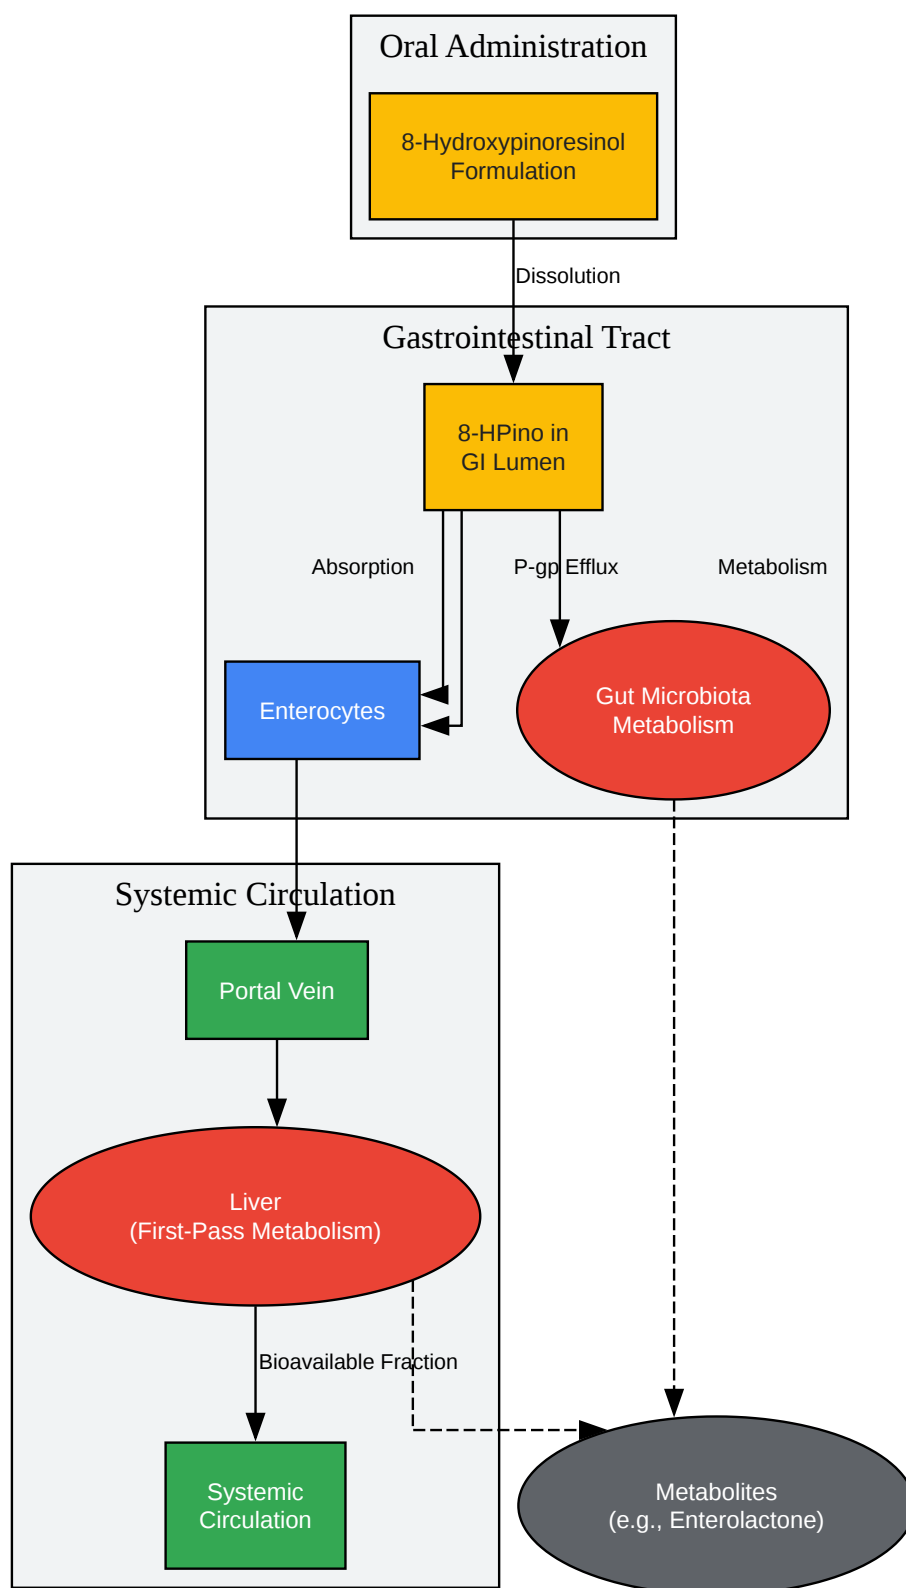 Oral Administration
8-Hydroxypinoresinol
Formulation
Dissolution
Gastrointestinal Tract
8-HPino in
GI Lumen
Absorption
P-gp Efflux
Metabolism
Enterocytes
Gut Microbiota
Metabolism
Systemic Circulation
Portal Vein
Liver
(First-Pass Metabolism)
Bioavailable Fraction
Systemic
Circulation
Metabolites
(e.g., Enterolactone)